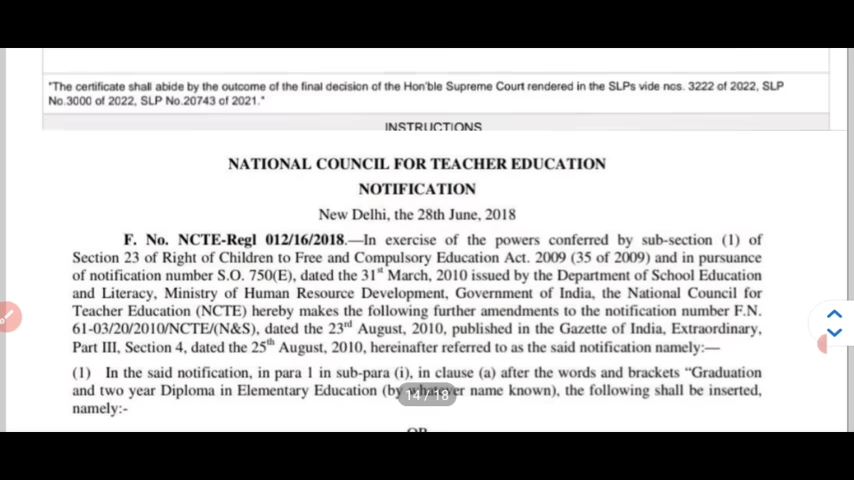 "The certificate shall abide by the outcome of the final decision of the Hon'ble Supreme Court rendered in the SLPs vide nos. 3222 of 2022, SLP
No.3000 of 2022, SLP No.20743 of 2021."
INSTRUCTIONS
NATIONAL COUNCIL FOR TEACHER EDUCATION
NOTIFICATION
New Delhi, the 28th June, 2018
F. No. NCTE-Regl 012/16/2018.—In exercise of the powers conferred by sub-section (1) of
Section 23 of Right of Children to Free and Compulsory Education Act. 2009 (35 of 2009) and in pursuance
of notification number S.O. 750(E), dated the 31st March, 2010 issued by the Department of School Education
and Literacy, Ministry of Human Resource Development, Government of India, the National Council for
Teacher Education (NCTE) hereby makes the following further amendments to the notification number F.N.
61-03/20/2010/NCTE/(N&S), dated the 23rd August, 2010, published in the Gazette of India, Extraordinary,
Part III, Section 4, dated the 25th August, 2010, hereinafter referred to as the said notification namely:—
(1) In the said notification, in para 1 in sub-para (i), in clause (a) after the words and brackets "Graduation
and two year Diploma in Elementary Education (by whatever name known), the following shall be inserted,
namely:-
14 / 18